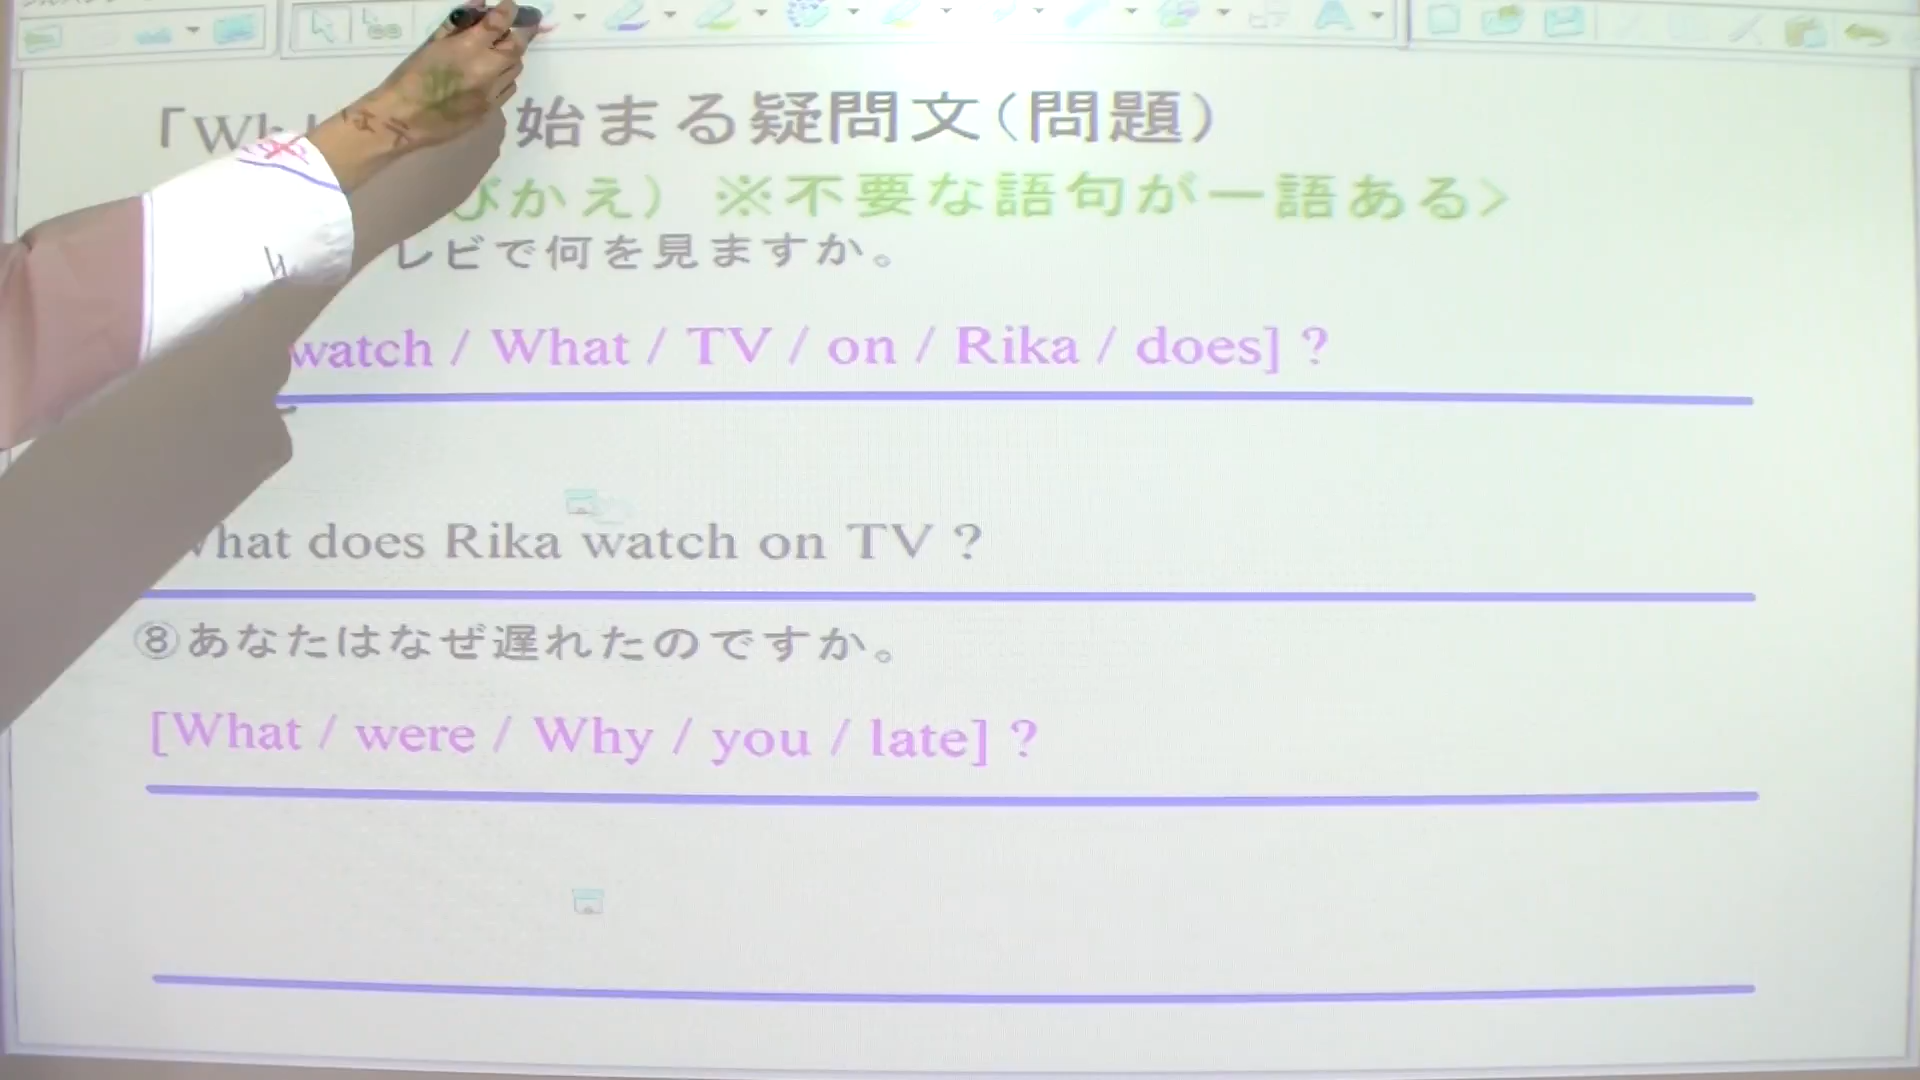 始まる疑問文(問題)
びかえ) ※不要な語句が一語ある>
レビで何を見ますか。
watch / What / TV / on / Rika / does] ?
What does Rika watch on TV ?
⑧あなたはなぜ遅れたのですか。
[What / were / Why / you / late] ?